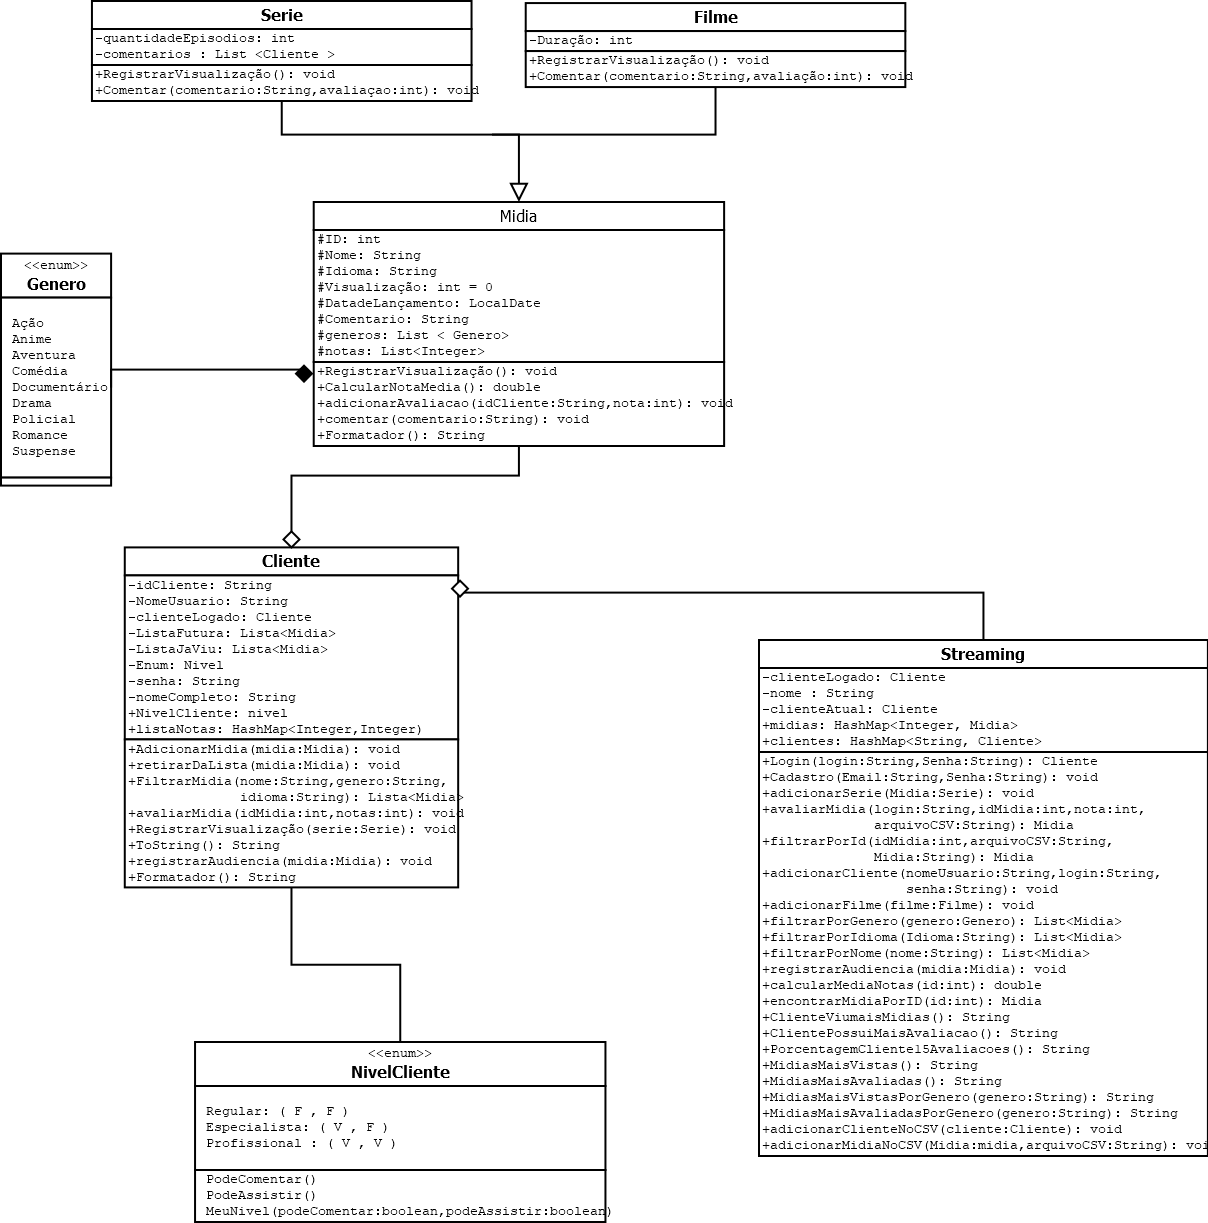 Serie
-quantidadeEpisodios: int
-comentarios : List <Cliente >
+RegistrarVisualização(): void
+Comentar(comentario:String,avaliaçao:int): void
Filme
-Duração: int
+RegistrarVisualização(): void
+Comentar(comentario:String,avaliação:int): void
Midia
#ID: int
#Nome: String
#Idioma: String
#Visualização: int = 0
#DatadeLançamento: LocalDate
#Comentario: String
#generos: List < Genero>
#notas: List<Integer>
+RegistrarVisualização(): void
+CalcularNotaMedia(): double
+adicionarAvaliacao(idCliente:String,nota:int): void
+comentar(comentario:String): void
+Formatador(): String
<<enum>>
Genero
Ação
Anime
Aventura
Comédia
Documentário
Drama
Policial
Romance
Suspense
Cliente
-idCliente: String
-NomeUsuario: String
-clienteLogado: Cliente
-ListaFutura: Lista<Midia>
-ListaJaViu: Lista<Midia>
-Enum: Nivel
-senha: String
-nomeCompleto: String
+NivelCliente: nivel
+listaNotas: HashMap<Integer,Integer)
+AdicionarMidia(midia:Midia): void
+retirarDaLista(midia:Midia): void
+FiltrarMidia(nome:String,genero:String,
idioma:String): Lista<Midia>
+avaliarMidia(idMidia:int,notas:int): void
+RegistrarVisualização(serie:Serie): void
+ToString(): String
+registrarAudiencia(midia:Midia): void
+Formatador(): String
Streaming
-clienteLogado: Cliente
-nome : String
-clienteAtual: Cliente
+midias: HashMap<Integer, Midia>
+clientes: HashMap<String, Cliente>
+Login(login:String,Senha:String): Cliente
+Cadastro(Email:String,Senha:String): void
+adicionarSerie(Midia:Serie): void
+avaliarMidia(login:String,idMidia:int,nota:int,
arquivoCSV:String): Midia
+filtrarPorId(idMidia:int,arquivoCSV:String,
Midia:String): Midia
+adicionarCliente(nomeUsuario:String,login:String,
senha:String): void
+adicionarFilme(filme:Filme): void
+filtrarPorGenero(genero:Genero): List<Midia>
+filtrarPorIdioma(Idioma:String): List<Midia>
+filtrarPorNome(nome:String): List<Midia>
+registrarAudiencia(midia:Midia): void
+calcularMediaNotas(id:int): double
+encontrarMidiaPorID(id:int): Midia
+ClienteViumaisMidias(): String
+ClientePossuiMaisAvaliacao(): String
+PorcentagemCliente15Avaliacoes(): String
+MidiasMaisVistas(): String
+MidiasMaisAvaliadas(): String
+MidiasMaisVistasPorGenero(genero:String): String
+MidiasMaisAvaliadasPorGenero(genero:String): String
+adicionarClienteNoCSV(cliente:Cliente): void
+adicionarMidiaNoCSV(Midia:midia,arquivoCSV:String): voi
<<enum>>
NivelCliente
Regular: ( F , F )
Especialista: ( V , F )
Profissional : ( V , V )
PodeComentar()
PodeAssistir()
MeuNivel(podeComentar:boolean,podeAssistir:boolean)